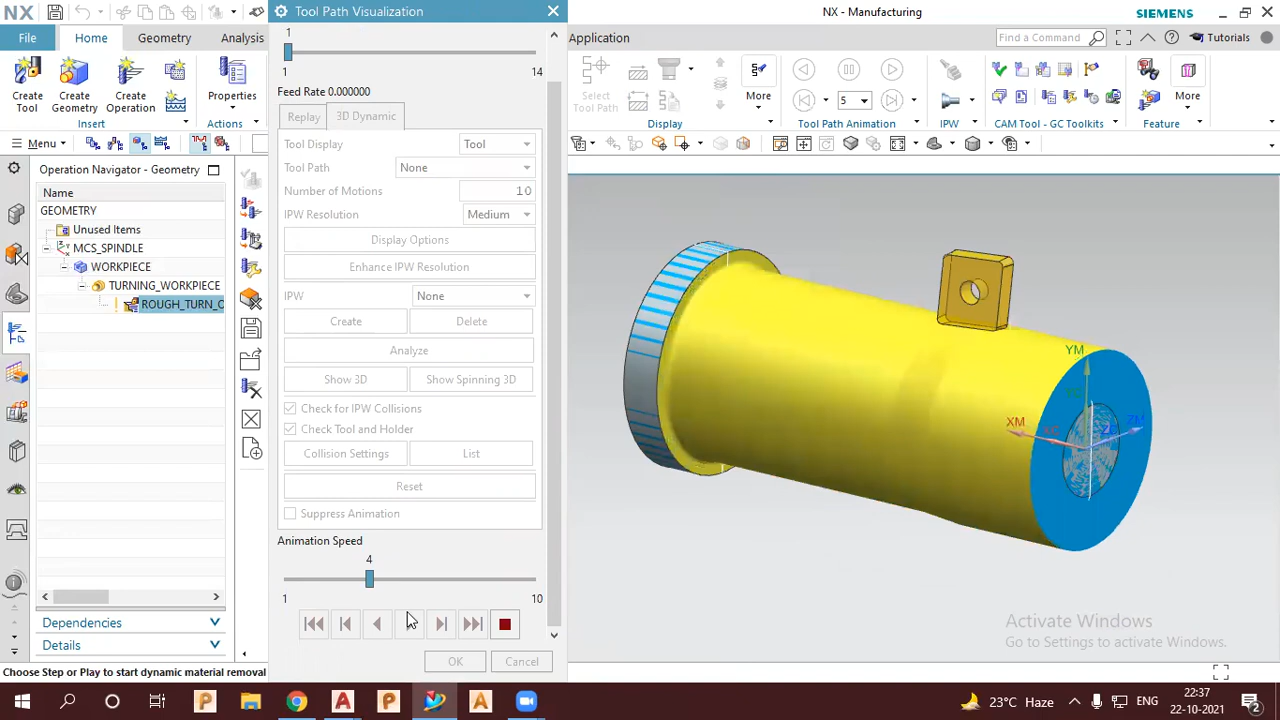 NX
Tool Path Visualization
NX - Manufacturing
SIEMENS
File
Home
Geometry
Analysis
Application
Find a Command
Tutorials
Create Tool
Create Geometry
Create Operation
Properties
Insert
Actions
Select Tool Path
More
Display
5
Tool Path Animation
More
IPW
CAM Tool - GC Toolkits
More
Feature
Menu
Operation Navigator - Geometry
Name
GEOMETRY
Unused Items
MCS_SPINDLE
WORKPIECE
TURNING_WORKPIECE
ROUGH_TURN_O
Dependencies
Details
1
1 14
Feed Rate 0.000000
Replay
3D Dynamic
Tool Display Tool
Tool Path None
Number of Motions 10
IPW Resolution Medium
Display Options
Enhance IPW Resolution
IPW None
Create Delete
Analyze
Show 3D Show Spinning 3D
Check for IPW Collisions
Check Tool and Holder
Collision Settings List
Reset
Suppress Animation
Animation Speed
4
1 10
OK Cancel
YM
XM
ZM
Activate Windows
Go to Settings to activate Windows.
Choose Step or Play to start dynamic material removal
23°C Haze
ENG
22:37
22-10-2021
2